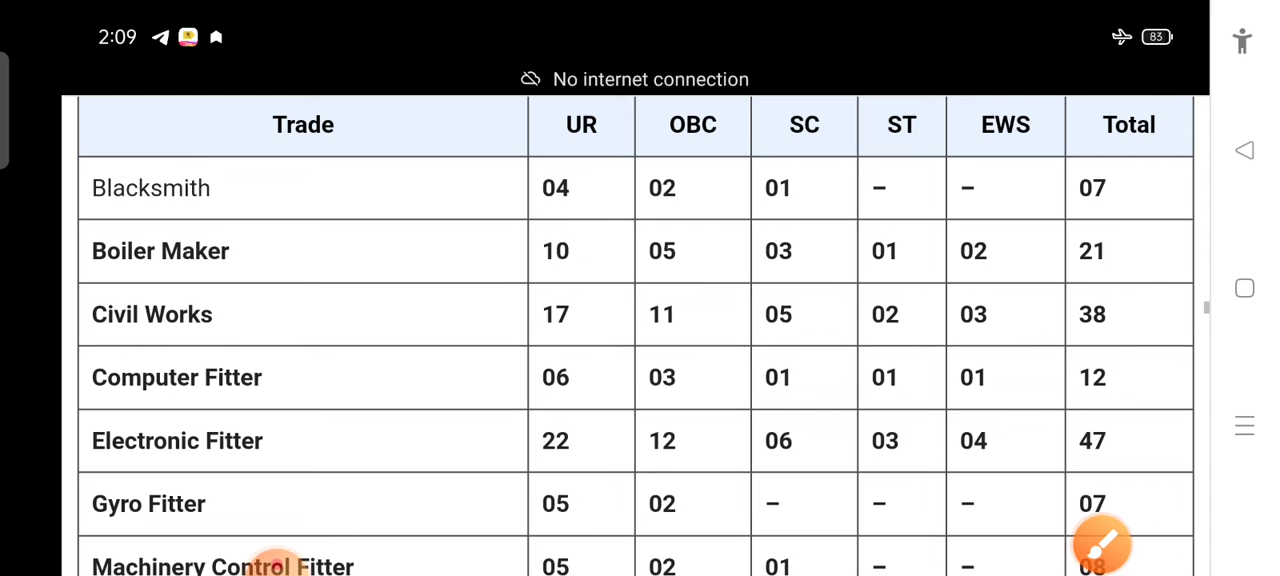 2:09 83
No internet connection
Trade UR OBC SC ST EWS Total
Blacksmith 04 02 01 – – 07
Boiler Maker 10 05 03 01 02 21
Civil Works 17 11 05 02 03 38
Computer Fitter 06 03 01 01 01 12
Electronic Fitter 22 12 06 03 04 47
Gyro Fitter 05 02 – – – 07
Machinery Control Fitter 05 02 01 – – 08